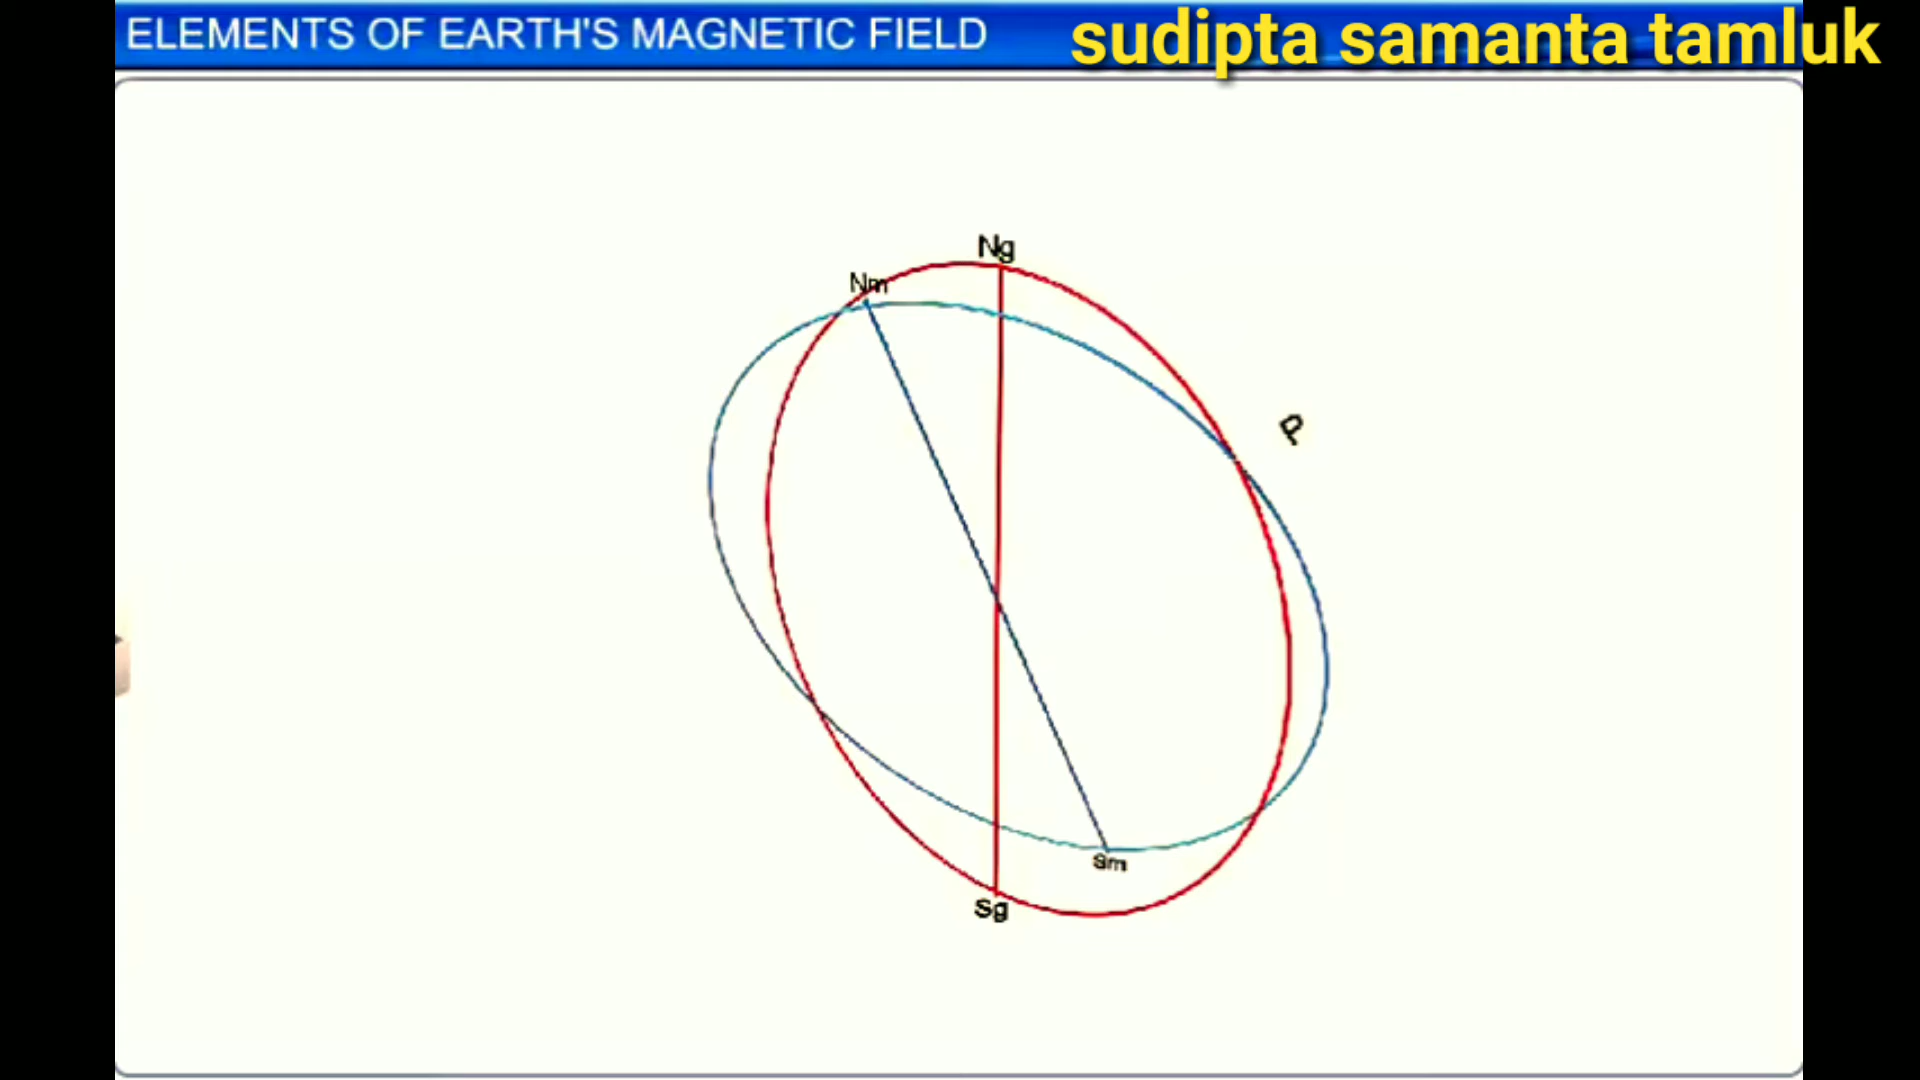 ELEMENTS OF EARTH'S MAGNETIC FIELD
sudipta samanta tamluk
Ng
Nm
P
Sm
Sg